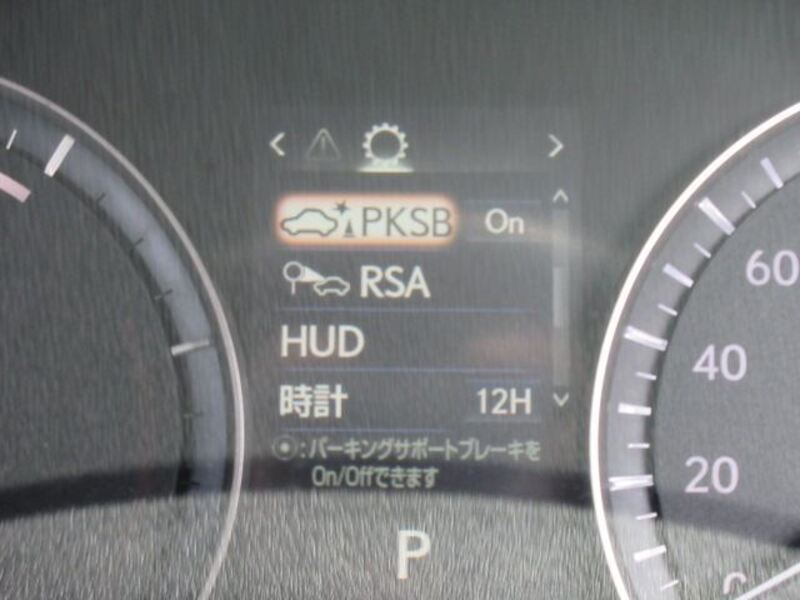 PKSB On
RSA
HUD
時計 12H
:パーキングサポートブレーキを
On/Offできます
P
60
40
20
0